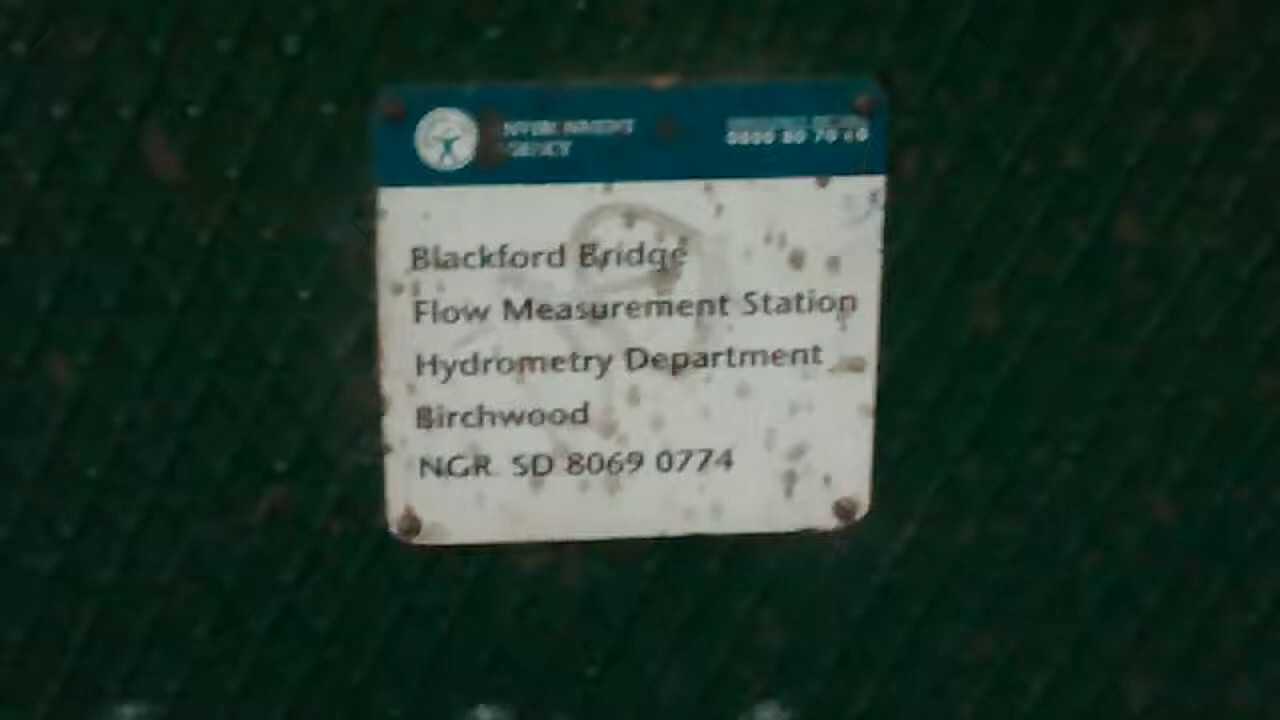 Blackford Bridge
Flow Measurement Station
Hydrometry Department
Birchwood
NGR SD 8069 0774